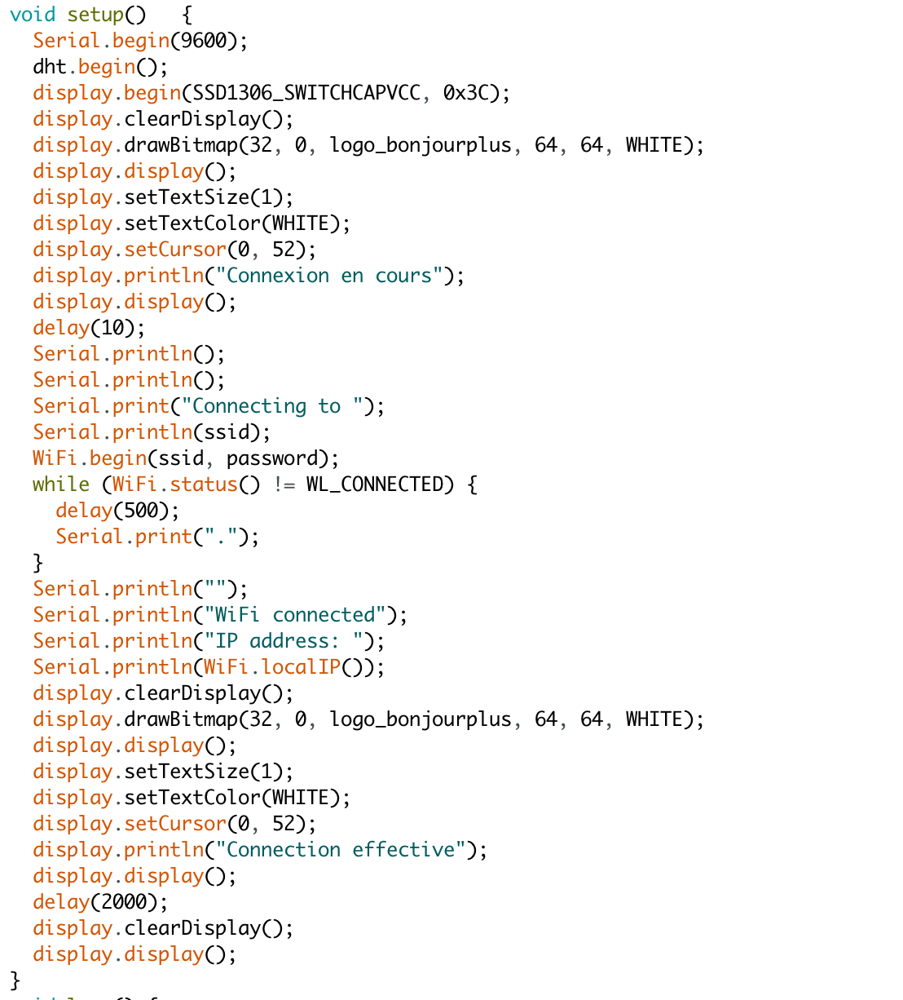 void setup()   {
  Serial.begin(9600);
  dht.begin();
  display.begin(SSD1306_SWITCHCAPVCC, 0x3C);
  display.clearDisplay();
  display.drawBitmap(32, 0, logo_bonjourplus, 64, 64, WHITE);
  display.display();
  display.setTextSize(1);
  display.setTextColor(WHITE);
  display.setCursor(0, 52);
  display.println("Connexion en cours");
  display.display();
  delay(10);
  Serial.println();
  Serial.println();
  Serial.print("Connecting to ");
  Serial.println(ssid);
  WiFi.begin(ssid, password);
  while (WiFi.status() != WL_CONNECTED) {
    delay(500);
    Serial.print(".");
  }
  Serial.println("");
  Serial.println("WiFi connected");
  Serial.println("IP address: ");
  Serial.println(WiFi.localIP());
  display.clearDisplay();
  display.drawBitmap(32, 0, logo_bonjourplus, 64, 64, WHITE);
  display.display();
  display.setTextSize(1);
  display.setTextColor(WHITE);
  display.setCursor(0, 52);
  display.println("Connection effective");
  display.display();
  delay(2000);
  display.clearDisplay();
  display.display();
}